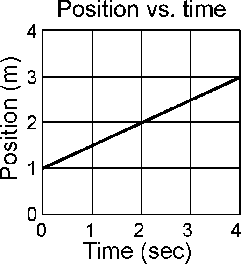 Position vs. time
Position (m)
4
3
2
1
0
0 1 2 3 4
Time (sec)